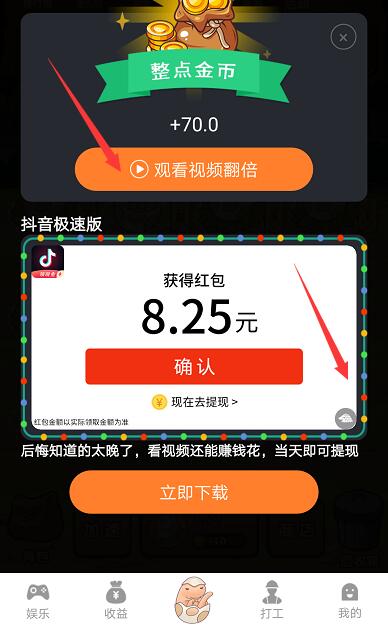 整点金币
+70.0
观看视频翻倍
抖音极速版
获得红包
8.25元
确认
现在去提现 >
红包金额以实际领取金额为准
后悔知道的太晚了，看视频还能赚钱花，当天即可提现
立即下载
加速
商店
娱乐
收益
打工
我的